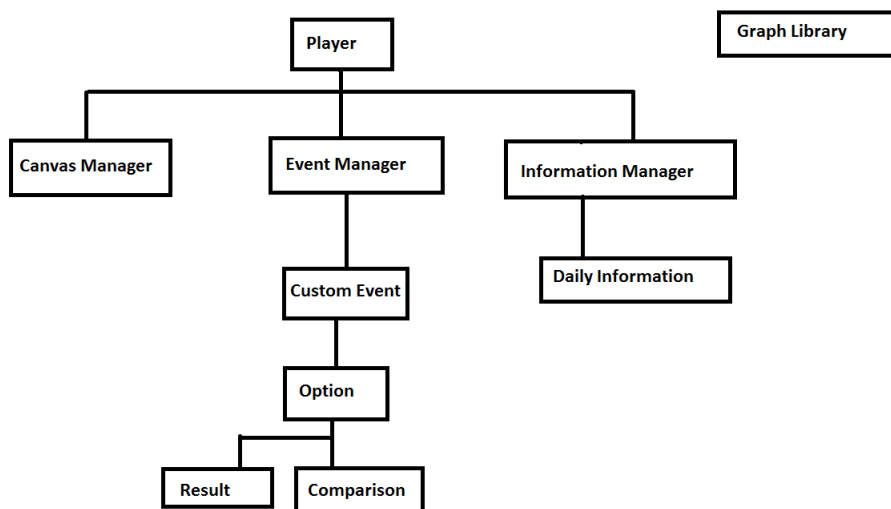 Player
Graph Library
Canvas Manager
Event Manager
Information Manager
Custom Event
Daily Information
Option
Result
Comparison